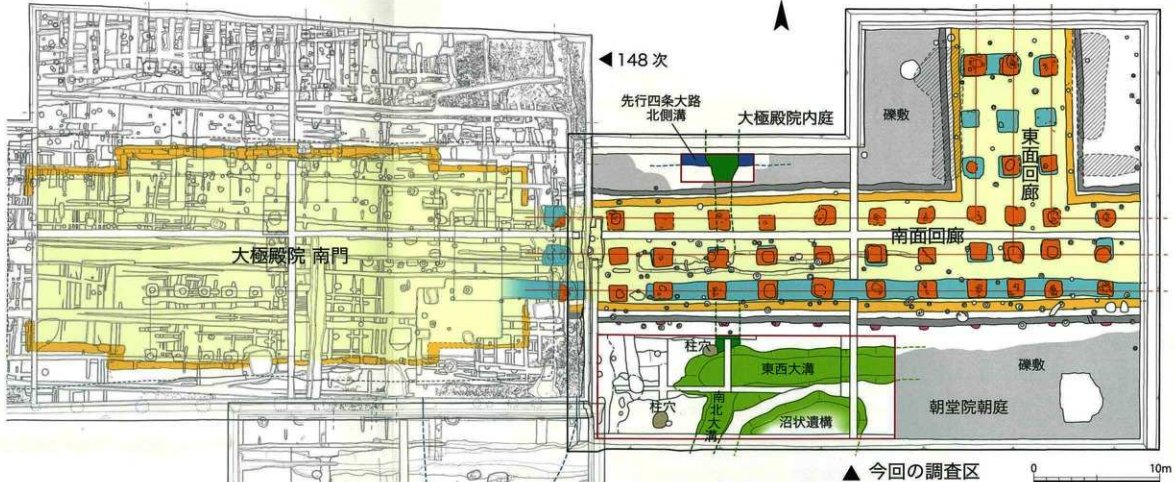 ◀148 次
先行四条大路
北側溝
大極殿院内庭
礫敷
東面回廊
大極殿院 南門
南面回廊
柱穴
東西大溝
礫敷
柱穴
南北大溝
沼状遺構
朝堂院朝庭
▲ 今回の調査区
0 10m